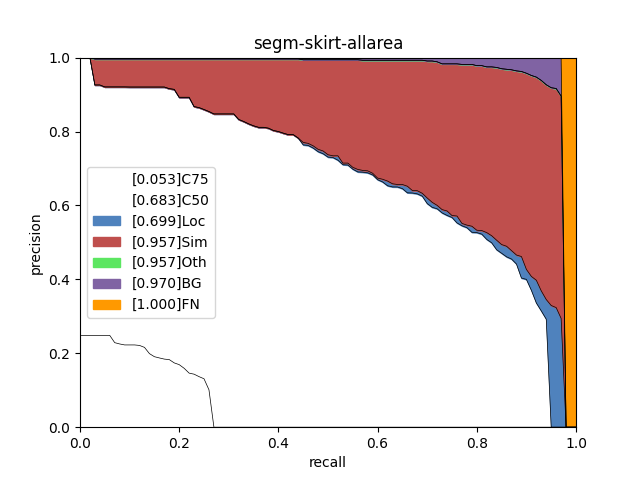 segm-skirt-allarea
1.0
0.8
0.6
0.4
0.2
0.0
precision
[0.053]C75
[0.683]C50
[0.699]Loc
[0.957]Sim
[0.957]Oth
[0.970]BG
[1.000]FN
0.0 0.2 0.4 0.6 0.8 1.0
recall